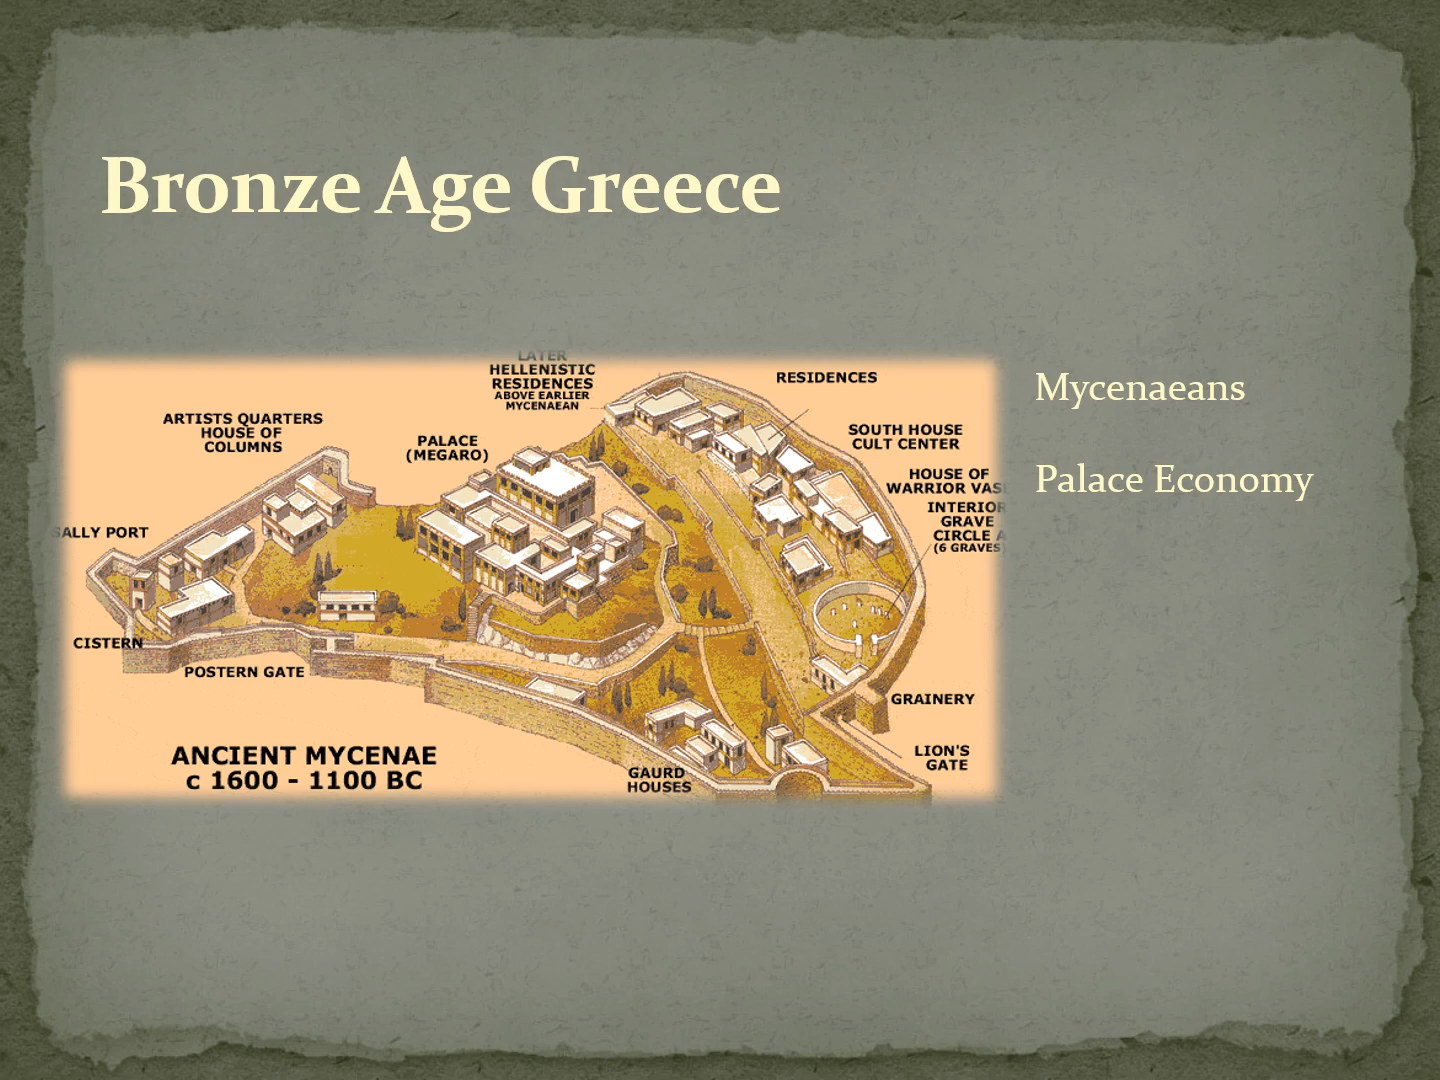 Bronze Age Greece
LATER
HELLENISTIC
RESIDENCES
ABOVE EARLIER
MYCENAEAN
RESIDENCES
ARTISTS QUARTERS
HOUSE OF
COLUMNS
PALACE
(MEGARO)
SOUTH HOUSE
CULT CENTER
HOUSE OF
WARRIOR VAS
INTERIOR
GRAVE
CIRCLE A
(6 GRAVES)
SALLY PORT
CISTERN
POSTERN GATE
GRAINERY
LION'S
GATE
GAURD
HOUSES
ANCIENT MYCENAE
c 1600 - 1100 BC
Mycenaeans
Palace Economy